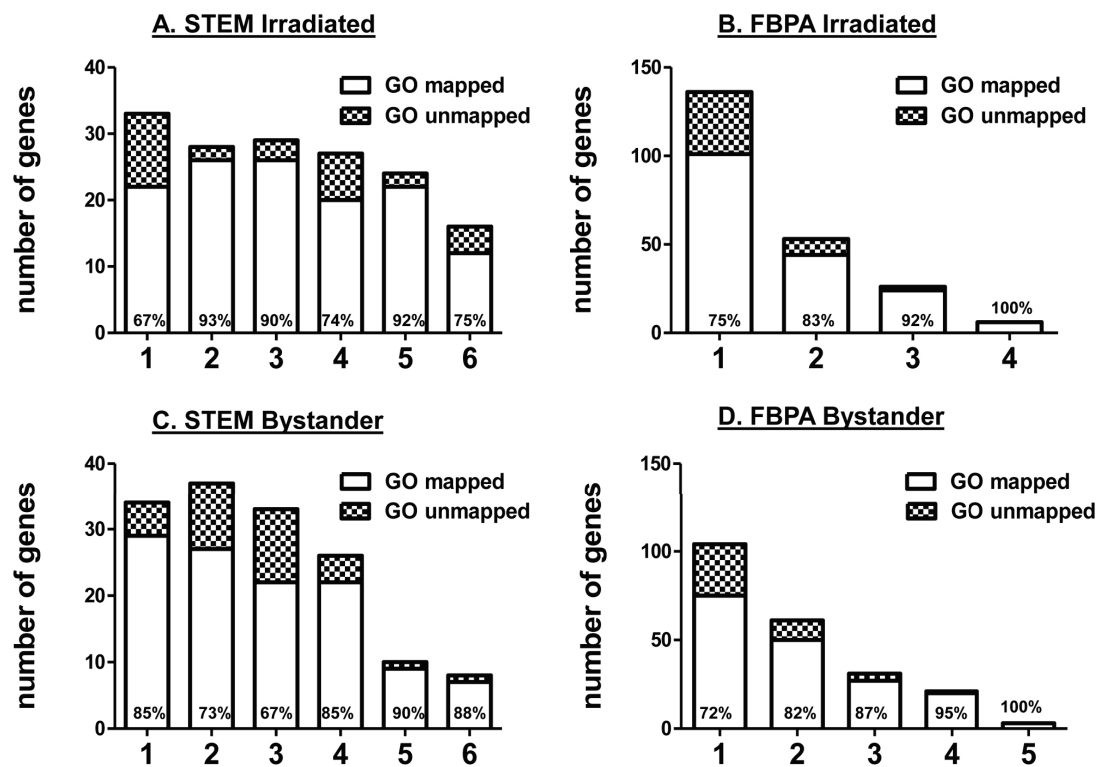 A. STEM Irradiated
number of genes
40
30
20
10
0
GO mapped
GO unmapped
67% 93% 90% 74% 92% 75%
1 2 3 4 5 6
B. FBPA Irradiated
number of genes
150
100
50
0
GO mapped
GO unmapped
75% 83% 92% 100%
1 2 3 4
C. STEM Bystander
number of genes
40
30
20
10
0
GO mapped
GO unmapped
85% 73% 67% 85% 90% 88%
1 2 3 4 5 6
D. FBPA Bystander
number of genes
150
100
50
0
GO mapped
GO unmapped
72% 82% 87% 95% 100%
1 2 3 4 5